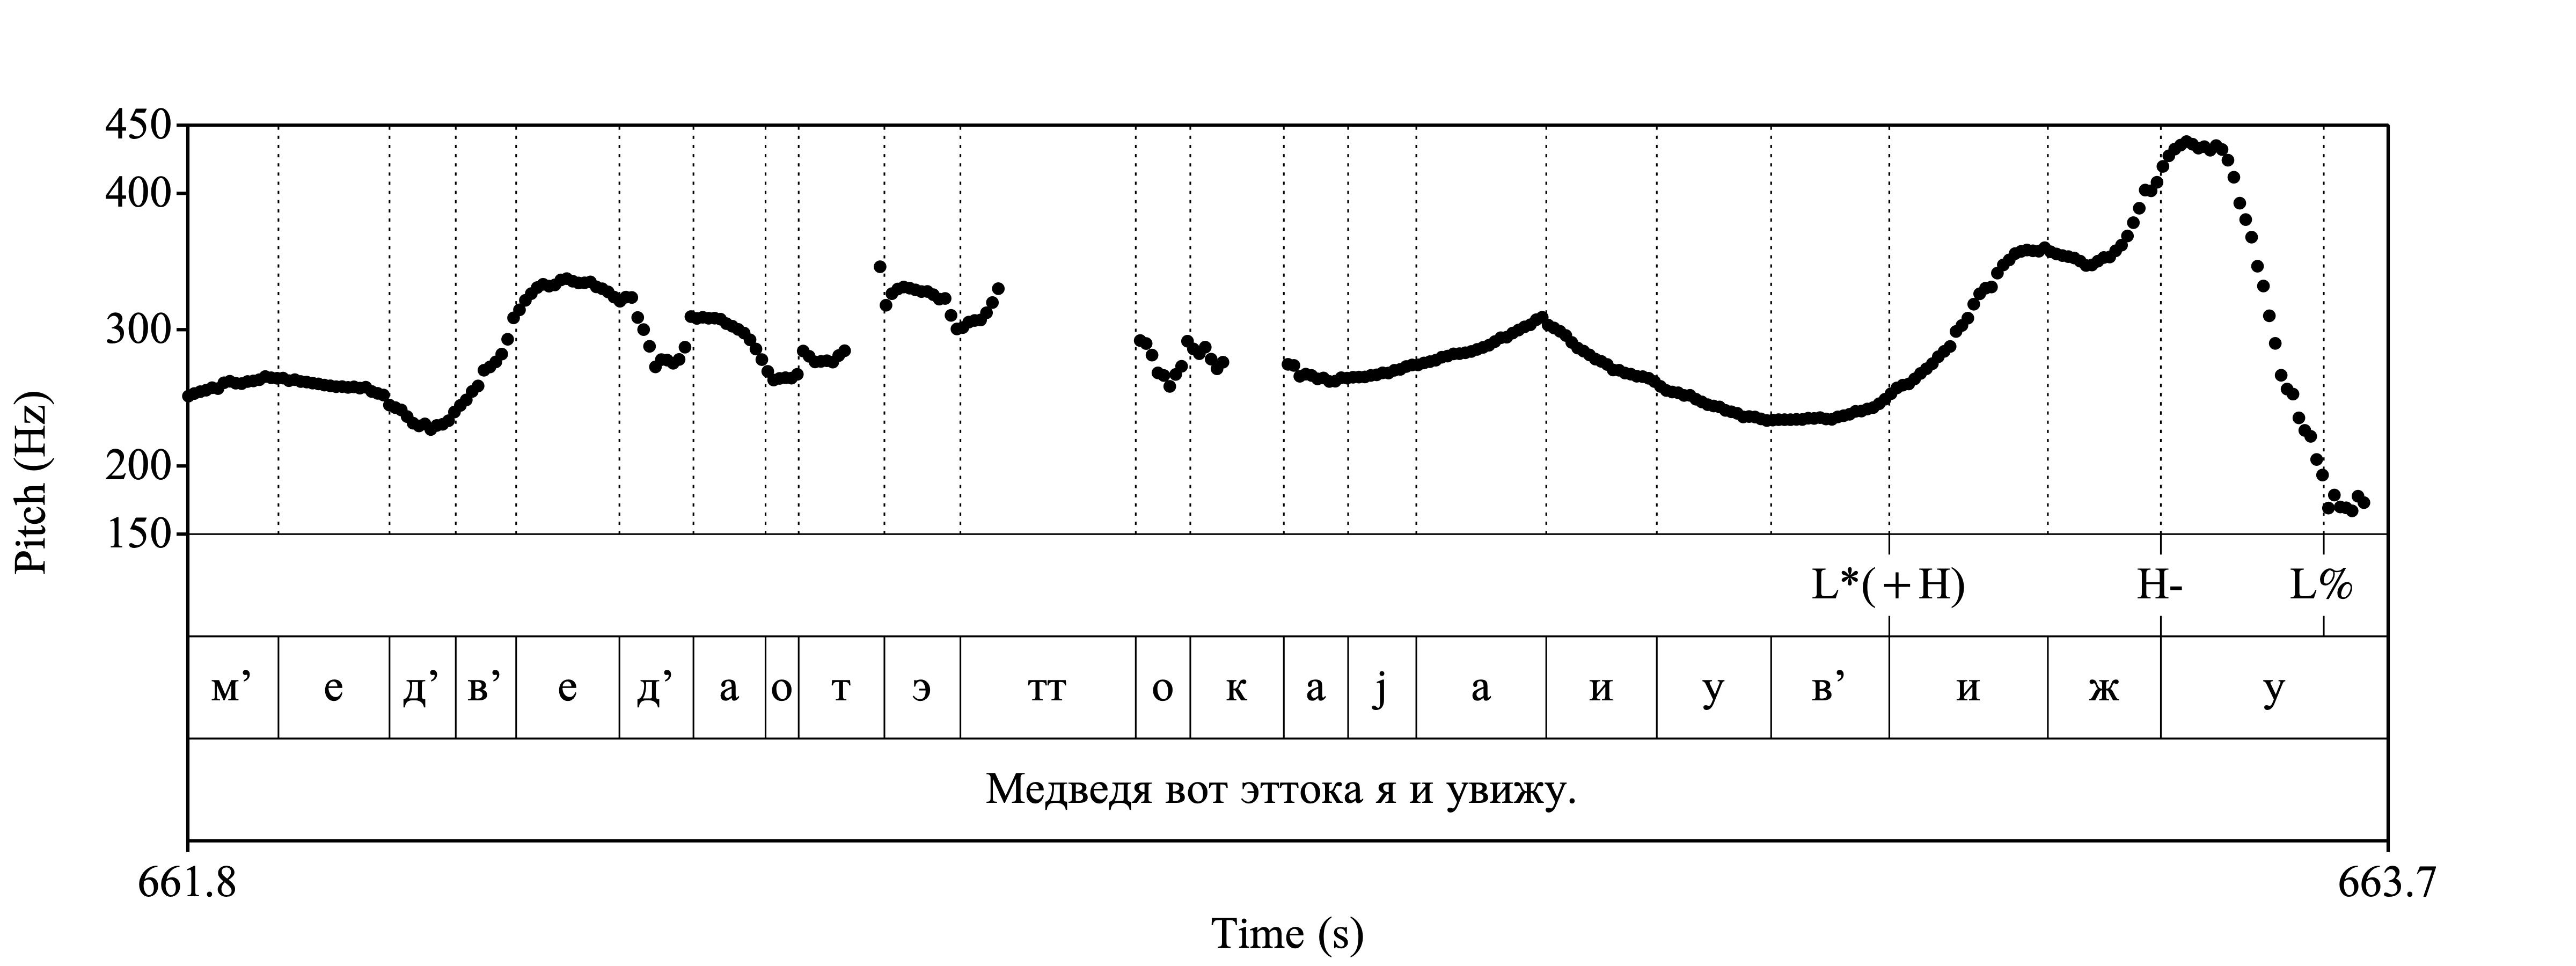 450
400
300
200
150
Pitch (Hz)
L*(+H) H- L%
м’ е д’ в’ е д’ а о т э тт о к а j а и у в’ и ж у
Медведя вот эттока я и увижу.
661.8 663.7
Time (s)